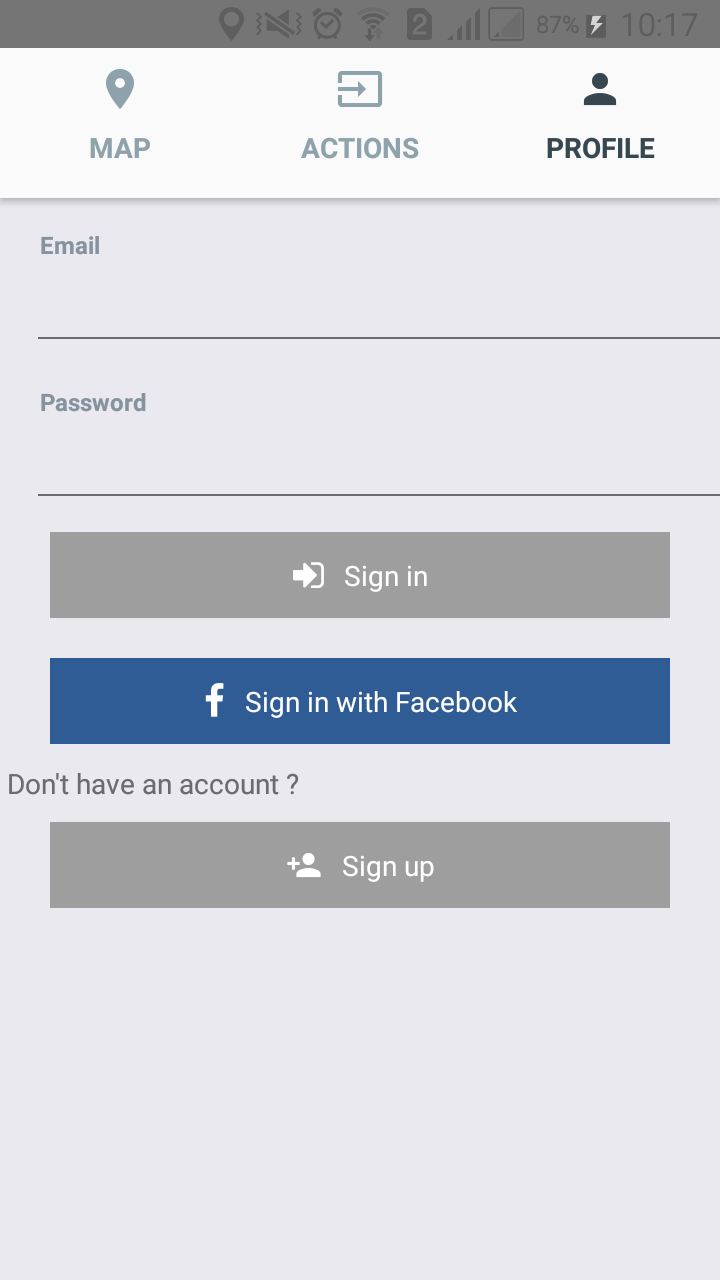 2 87% 10:17
MAP ACTIONS PROFILE
Email
Password
Sign in
Sign in with Facebook
Don't have an account ?
Sign up